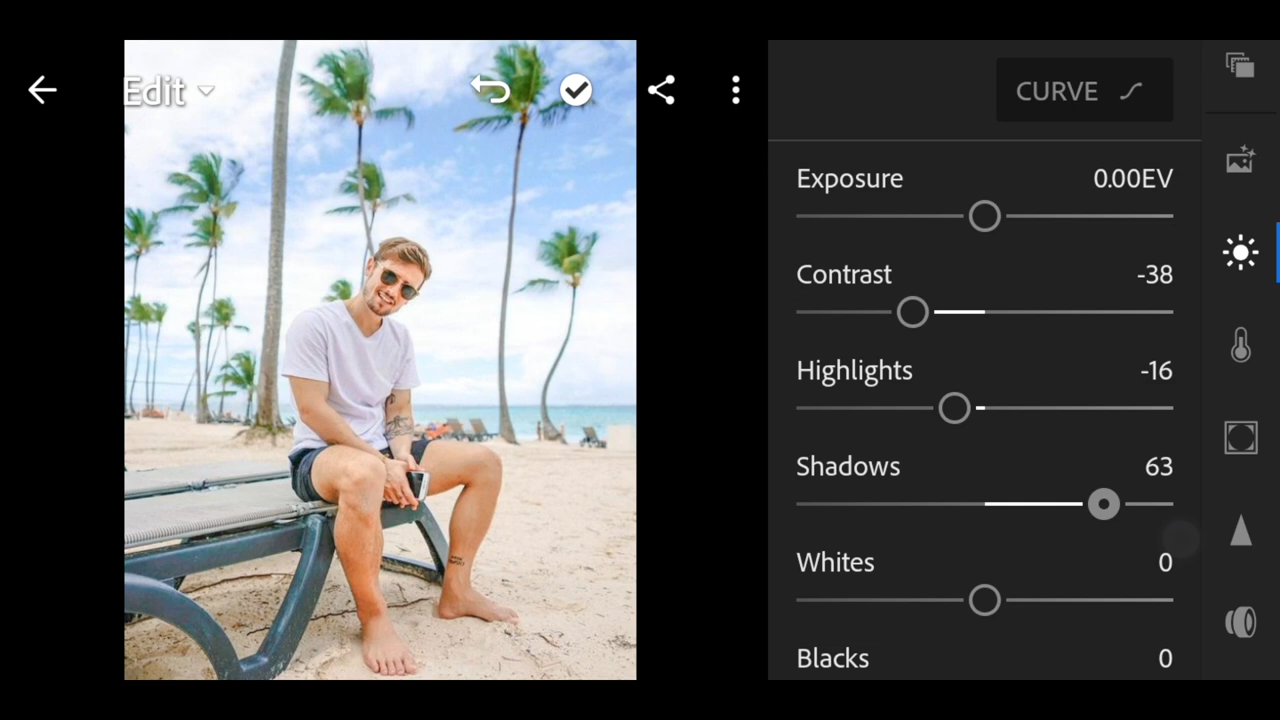 Edit
CURVE
Exposure 0.00EV
Contrast -38
Highlights -16
Shadows 63
Whites 0
Blacks 0